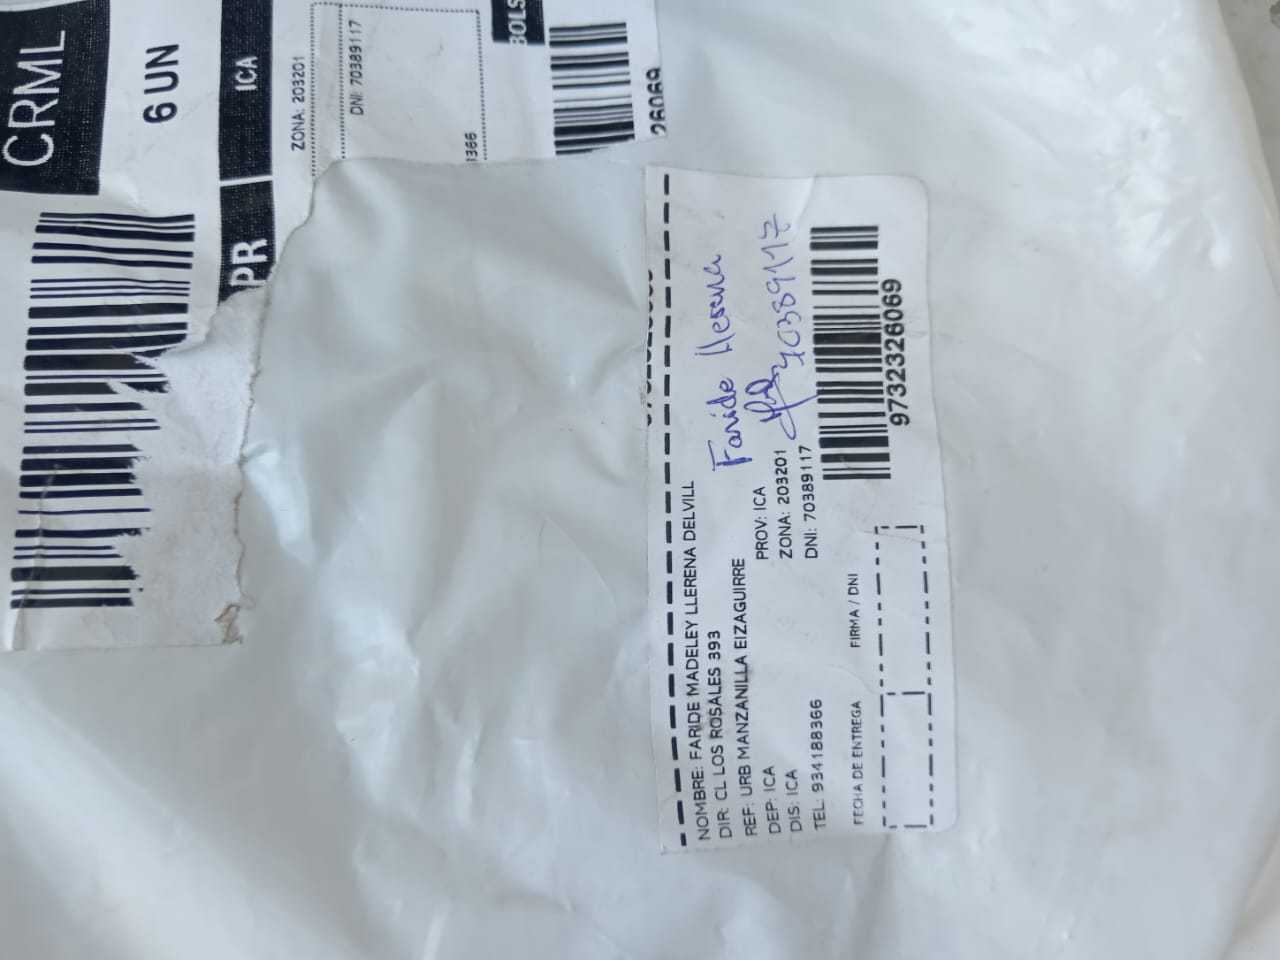 CRML
6 UN
PR ICA
ZONA: 203201
DNI: 70389117
1366
BOLS
26069
NOMBRE: FARIDE MADELEY LLERENA DELVILL
DIR: CL LOS ROSALES 393
REF: URB MANZANILLA EIZAGUIRRE
DEP: ICA PROV: ICA
DIS: ICA ZONA: 203201
TEL: 934188366 DNI: 70389117
Faride Llerena
70389117
FECHA DE ENTREGA FIRMA / DNI
9732326069